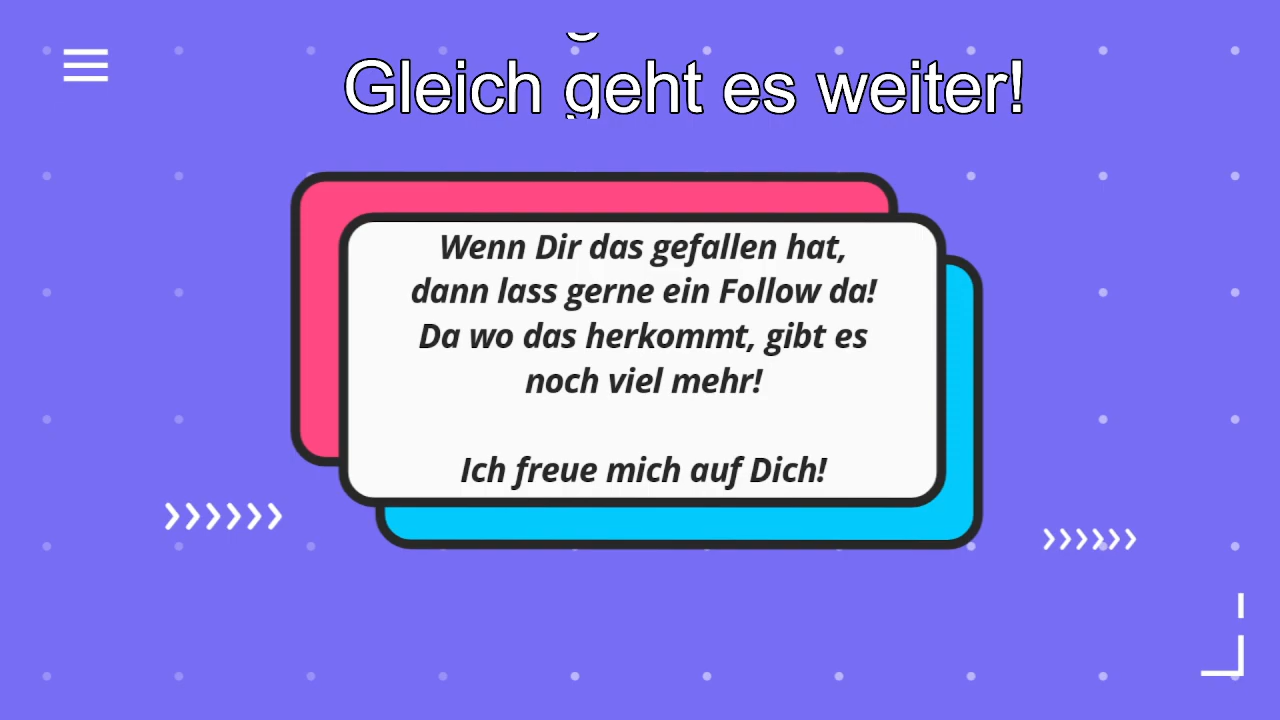 Gleich geht es weiter!
Wenn Dir das gefallen hat,
dann lass gerne ein Follow da!
Da wo das herkommt, gibt es
noch viel mehr!
Ich freue mich auf Dich!